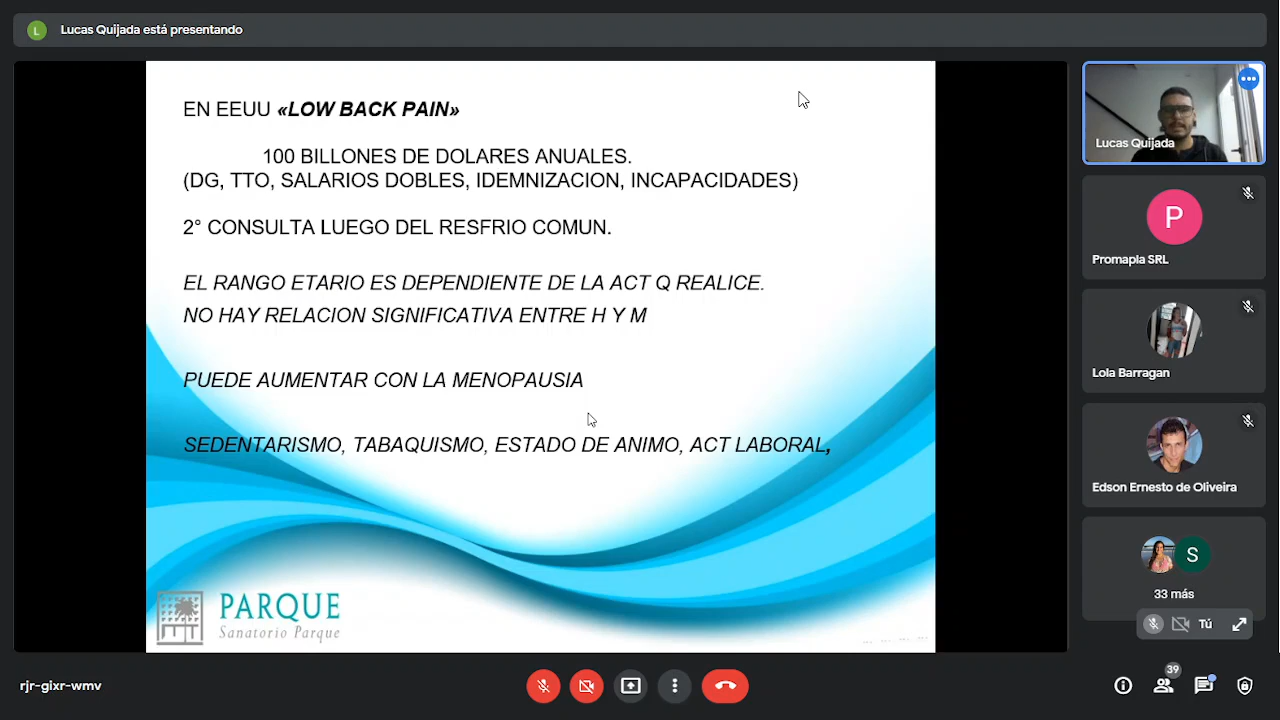 L
Lucas Quijada está presentando
EN EEUU «LOW BACK PAIN»
100 BILLONES DE DOLARES ANUALES.
(DG, TTO, SALARIOS DOBLES, IDEMNIZACION, INCAPACIDADES)
2° CONSULTA LUEGO DEL RESFRIO COMUN.
EL RANGO ETARIO ES DEPENDIENTE DE LA ACT Q REALICE.
NO HAY RELACION SIGNIFICATIVA ENTRE H Y M
PUEDE AUMENTAR CON LA MENOPAUSIA
SEDENTARISMO, TABAQUISMO, ESTADO DE ANIMO, ACT LABORAL,
PARQUE
Sanatorio Parque
Lucas Quijada
P
Promapla SRL
Lola Barragan
Edson Ernesto de Oliveira
S
33 más
Tú
rjr-gixr-wmv
39